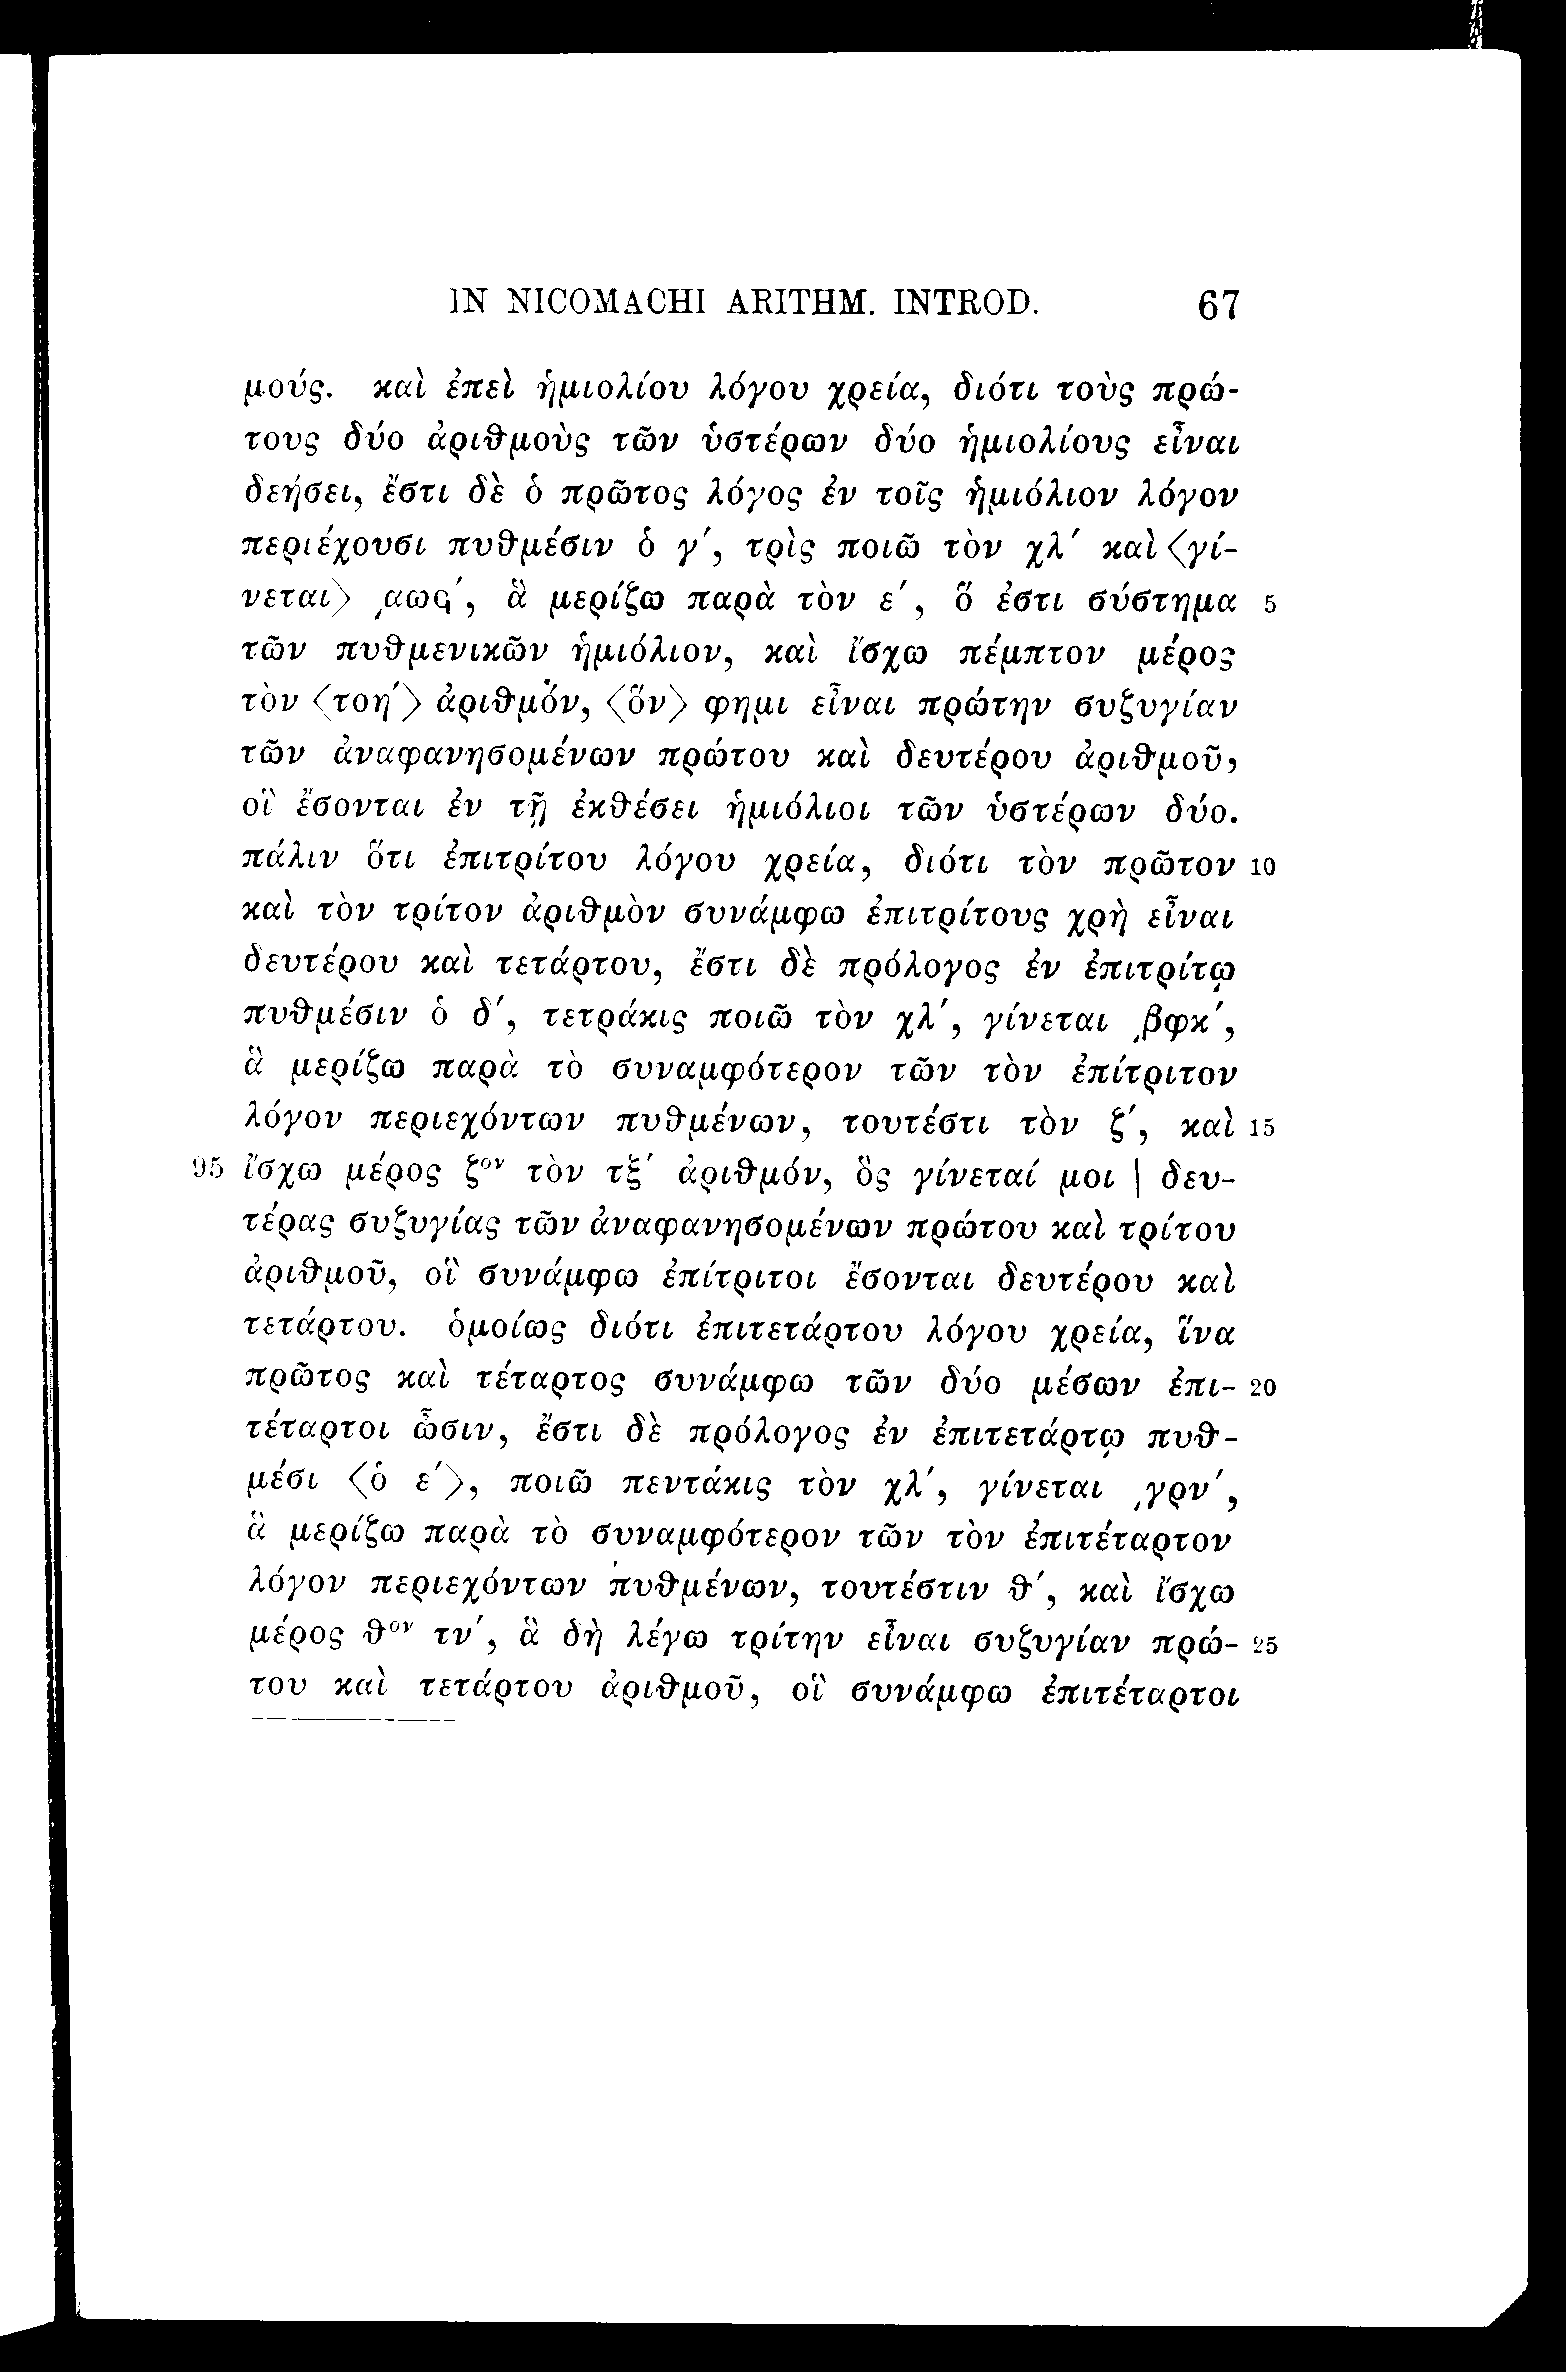 IN NICOMACHI ARITHM. INTROD. 67
μούς. καὶ ἐπεὶ ἡμιολίου λόγου χρεία, διότι τοὺς πρώ-
τους δύο ἀριθμοὺς τῶν ὑστέρων δύο ἡμιολίους εἶναι
δεήσει, ἔστι δὲ ὁ πρῶτος λόγος ἐν τοῖς ἡμιόλιον λόγον
περιέχουσι πυθμέσιν ὁ γ′, τρὶς ποιῶ τὸν χλ′ καὶ ⟨γί-
νεται⟩ ͵αωϟ′, ἃ μερίζω παρὰ τὸν ε′, ὅ ἐστι σύστημα 5
τῶν πυθμενικῶν ἡμιόλιον, καὶ ἴσχω πέμπτον μέρος
τὸν ⟨τοη′⟩ ἀριθμόν, ⟨ὅν⟩ φημι εἶναι πρώτην συζυγίαν
τῶν ἀναφανησομένων πρώτου καὶ δευτέρου ἀριθμοῦ,
οἳ ἔσονται ἐν τῇ ἐκθέσει ἡμιόλιοι τῶν ὑστέρων δύο.
πάλιν ὅτι ἐπιτρίτου λόγου χρεία, διότι τὸν πρῶτον 10
καὶ τὸν τρίτον ἀριθμὸν συνάμφω ἐπιτρίτους χρὴ εἶναι
δευτέρου καὶ τετάρτου, ἔστι δὲ πρόλογος ἐν ἐπιτρίτῳ
πυθμέσιν ὁ δ′, τετράκις ποιῶ τὸν χλ′, γίνεται ͵βφκ′,
ἃ μερίζω παρὰ τὸ συναμφότερον τῶν τὸν ἐπίτριτον
λόγον περιεχόντων πυθμένων, τουτέστι τὸν ζ′, καὶ 15
95 ἴσχω μέρος ζον τὸν τξ′ ἀριθμόν, ὃς γίνεταί μοι | δευ-
τέρας συζυγίας τῶν ἀναφανησομένων πρώτου καὶ τρίτου
ἀριθμοῦ, οἳ συνάμφω ἐπίτριτοι ἔσονται δευτέρου καὶ
τετάρτου. ὁμοίως διότι ἐπιτετάρτου λόγου χρεία, ἵνα
πρῶτος καὶ τέταρτος συνάμφω τῶν δύο μέσων ἐπι- 20
τέταρτοι ὦσιν, ἔστι δὲ πρόλογος ἐν ἐπιτετάρτῳ πυθ-
μέσι ⟨ὁ ε′⟩, ποιῶ πεντάκις τὸν χλ′, γίνεται ͵γρν′,
ἃ μερίζω παρὰ τὸ συναμφότερον τῶν τὸν ἐπιτέταρτον
λόγον περιεχόντων πυθμένων, τουτέστιν θ′, καὶ ἴσχω
μέρος θον τν′, ἃ δὴ λέγω τρίτην εἶναι συζυγίαν πρώ- 25
του καὶ τετάρτου ἀριθμοῦ, οἳ συνάμφω ἐπιτέταρτοι